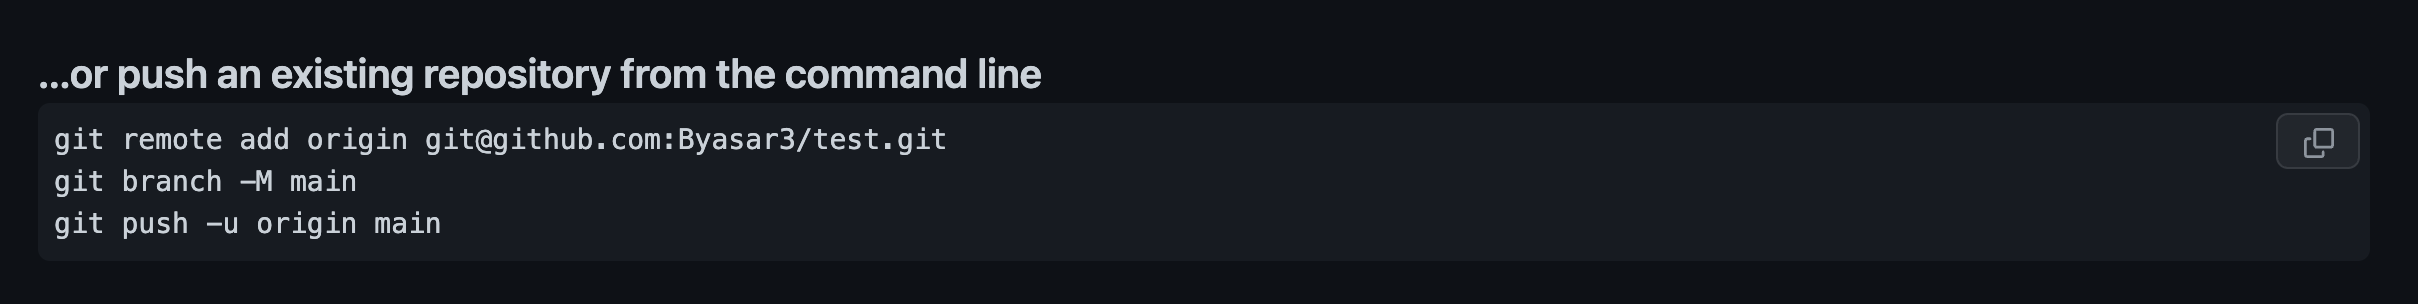 ...or push an existing repository from the command line
git remote add origin git@github.com:Byasar3/test.git
git branch -M main
git push -u origin main